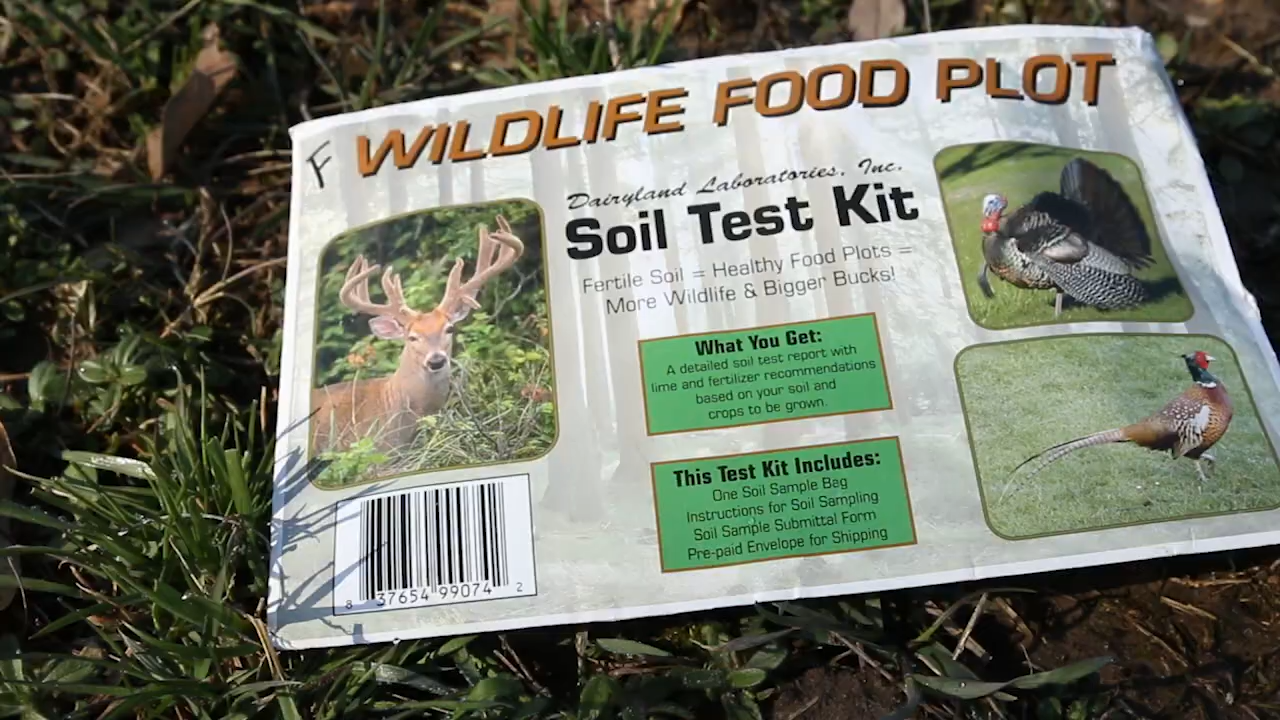 F
WILDLIFE FOOD PLOT
Dairyland Laboratories, Inc.
Soil Test Kit
Fertile Soil = Healthy Food Plots =
More Wildlife & Bigger Bucks!
What You Get:
A detailed soil test report with
lime and fertilizer recommendations
based on your soil and
crops to be grown.
This Test Kit Includes:
One Soil Sample Bag
Instructions for Soil Sampling
Soil Sample Submittal Form
Pre-paid Envelope for Shipping
8 37654 99074 2